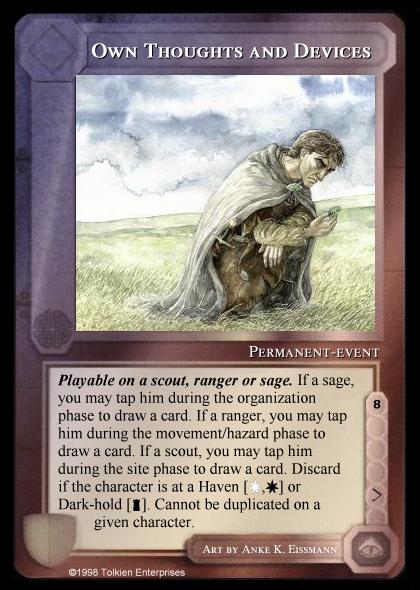 OWN THOUGHTS AND DEVICES
PERMANENT-EVENT
Playable on a scout, ranger or sage. If a sage,
you may tap him during the organization
phase to draw a card. If a ranger, you may tap
him during the movement/hazard phase to
draw a card. If a scout, you may tap him
during the site phase to draw a card. Discard
if the character is at a Haven [ , ] or
Dark-hold [ ]. Cannot be duplicated on a
given character.
8
ART BY ANKE K. EISSMANN
©1998 Tolkien Enterprises